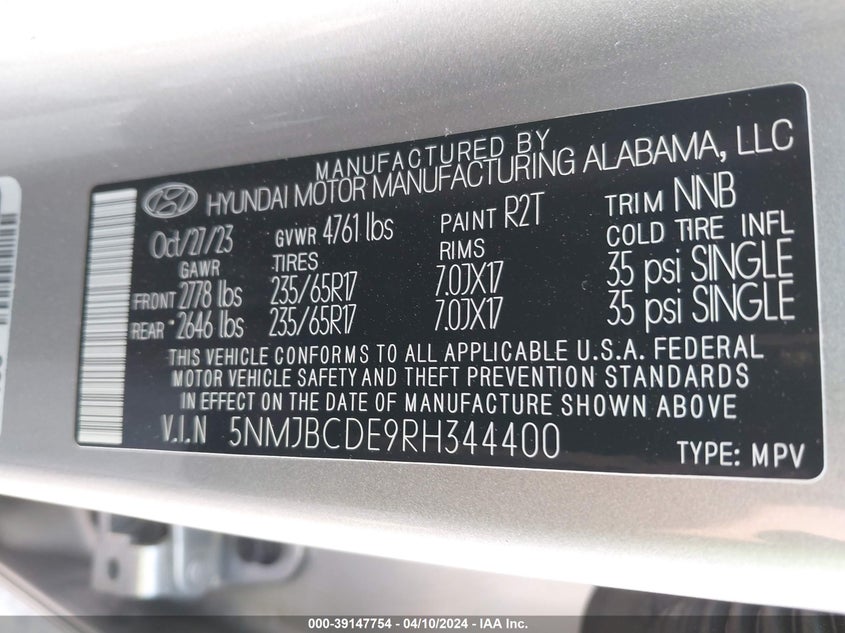 MANUFACTURED BY
HYUNDAI MOTOR MANUFACTURING ALABAMA, LLC
Oct/27/23 GVWR 4761 lbs PAINT R2T TRIM NNB
GAWR TIRES RIMS COLD TIRE INFL
FRONT 2778 lbs 235/65R17 7.0JX17 35 psi SINGLE
REAR 2646 lbs 235/65R17 7.0JX17 35 psi SINGLE
THIS VEHICLE CONFORMS TO ALL APPLICABLE U.S.A. FEDERAL
MOTOR VEHICLE SAFETY AND THEFT PREVENTION STANDARDS
IN EFFECT ON THE DATE OF MANUFACTURE SHOWN ABOVE
V.I.N 5NMJBCDE9RH344400
TYPE: MPV
000-39147754 - 04/10/2024 - IAA Inc.